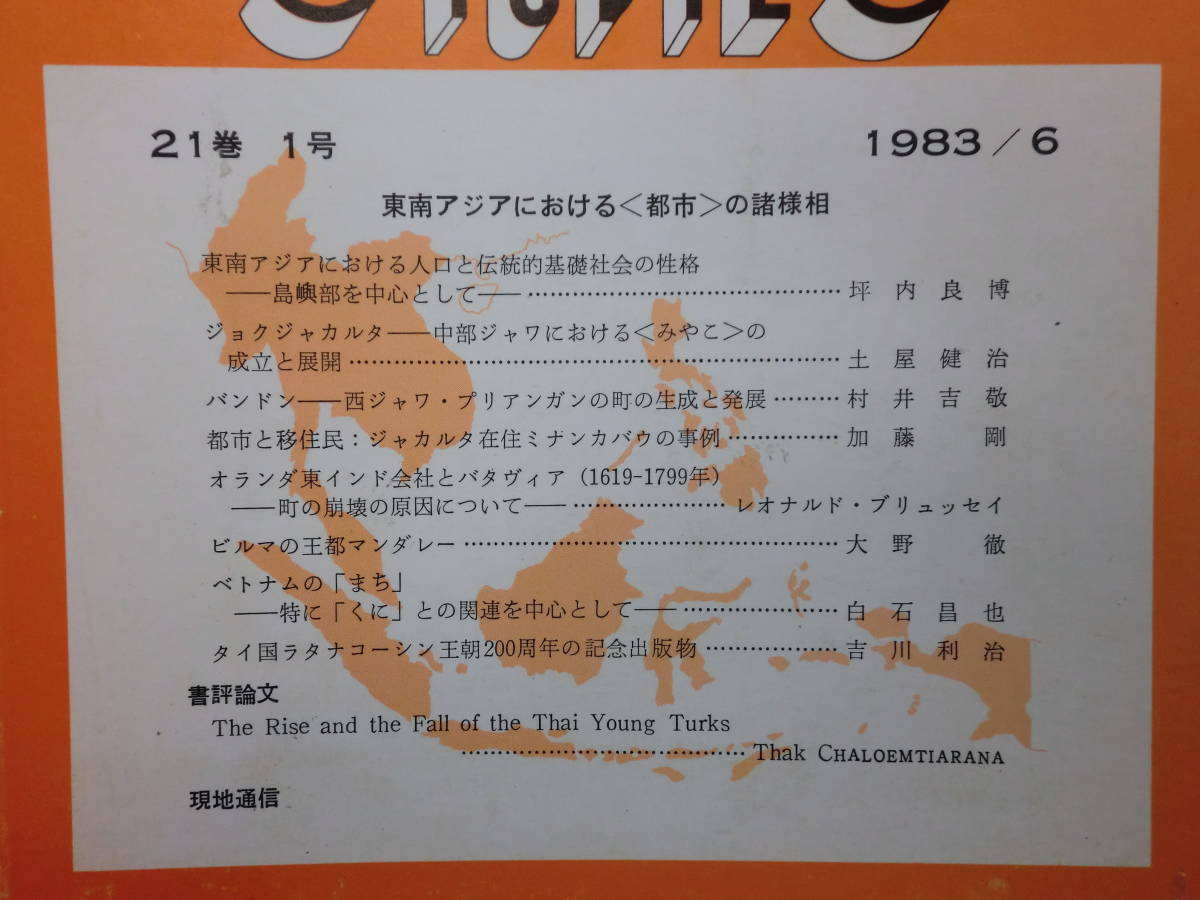 STUDIES
21巻 1号
1983/6
東南アジアにおける<都市>の諸様相
東南アジアにおける人口と伝統的基礎社会の性格
――島嶼部を中心として――……………………………………坪内良博
ジョクジャカルタ――中部ジャワにおける<みやこ>の
成立と展開……………………………………………………………土屋健治
バンドン――西ジャワ・プリアンガンの町の生成と発展………村井吉敬
都市と移住民：ジャカルタ在住ミナンカバウの事例……………加藤 剛
オランダ東インド会社とバタヴィア（1619-1799年）
――町の崩壊の原因について――…………………レオナルド・ブリュッセイ
ビルマの王都マンダレー……………………………………………大野 徹
ベトナムの「まち」
――特に「くに」との関連を中心として――…………………白石昌也
タイ国ラタナコーシン王朝200周年の記念出版物………………吉川利治
書評論文
The Rise and the Fall of the Thai Young Turks
…………………………………Thak CHALOEMTIARANA
現地通信